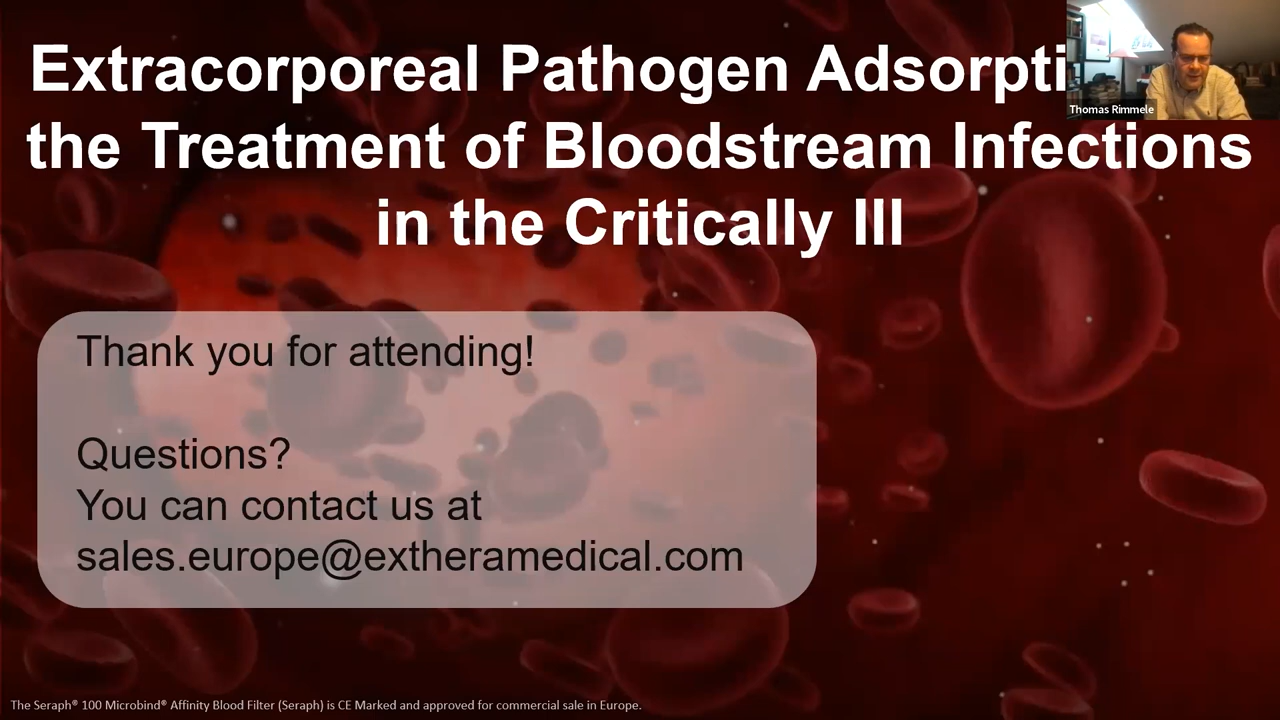 Extracorporeal Pathogen Adsorpti
the Treatment of Bloodstream Infections
in the Critically Ill
Thomas Rimmele
Thank you for attending!
Questions?
You can contact us at
sales.europe@extheramedical.com
The Seraph® 100 Microbind® Affinity Blood Filter (Seraph) is CE Marked and approved for commercial sale in Europe.